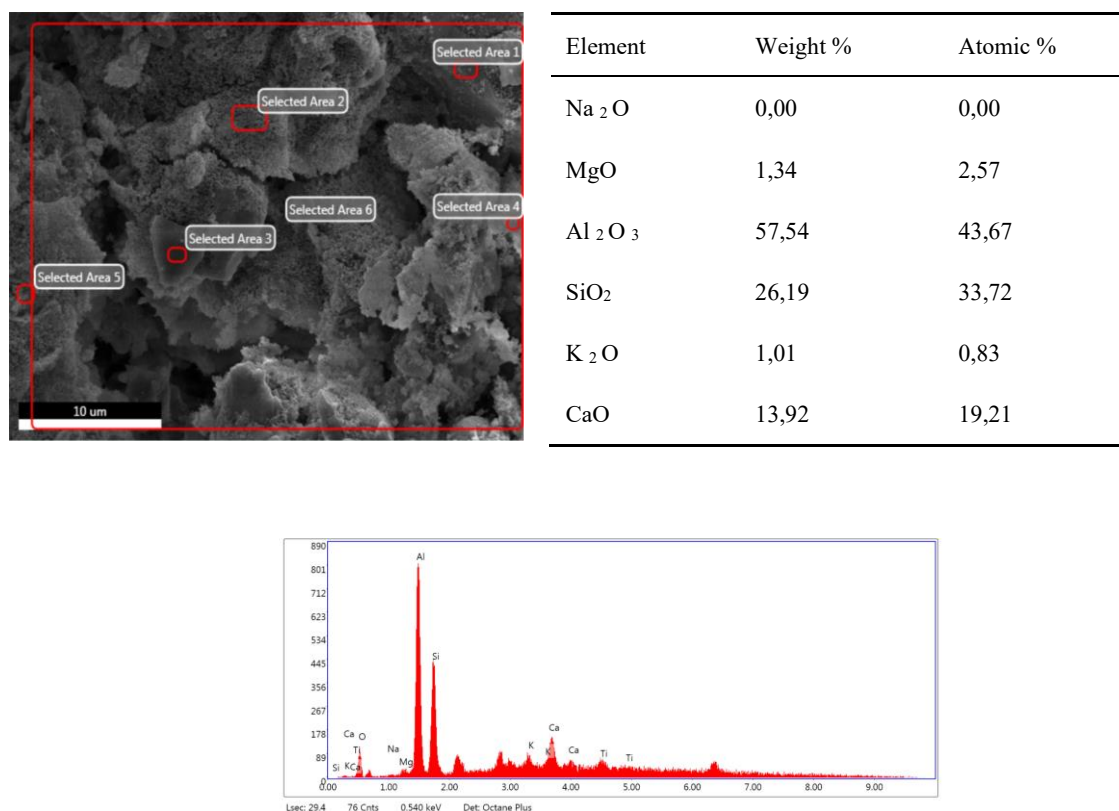 Selected Area 1
Selected Area 2
Selected Area 6
Selected Area 4
Selected Area 3
Selected Area 5
10 um
Element Weight % Atomic %
Na 2 O 0,00 0,00
MgO 1,34 2,57
Al 2 O 3 57,54 43,67
SiO2 26,19 33,72
K 2 O 1,01 0,83
CaO 13,92 19,21
890
801
712
623
534
445
356
267
178
89
0
Al
Si
Ca O
Ti
Si K Ca
Na
Mg
K
K
Ca
Ca
Ti
Ti
0.00 1.00 2.00 3.00 4.00 5.00 6.00 7.00 8.00 9.00
Lsec: 29.4 76 Cnts 0.540 keV Det: Octane Plus